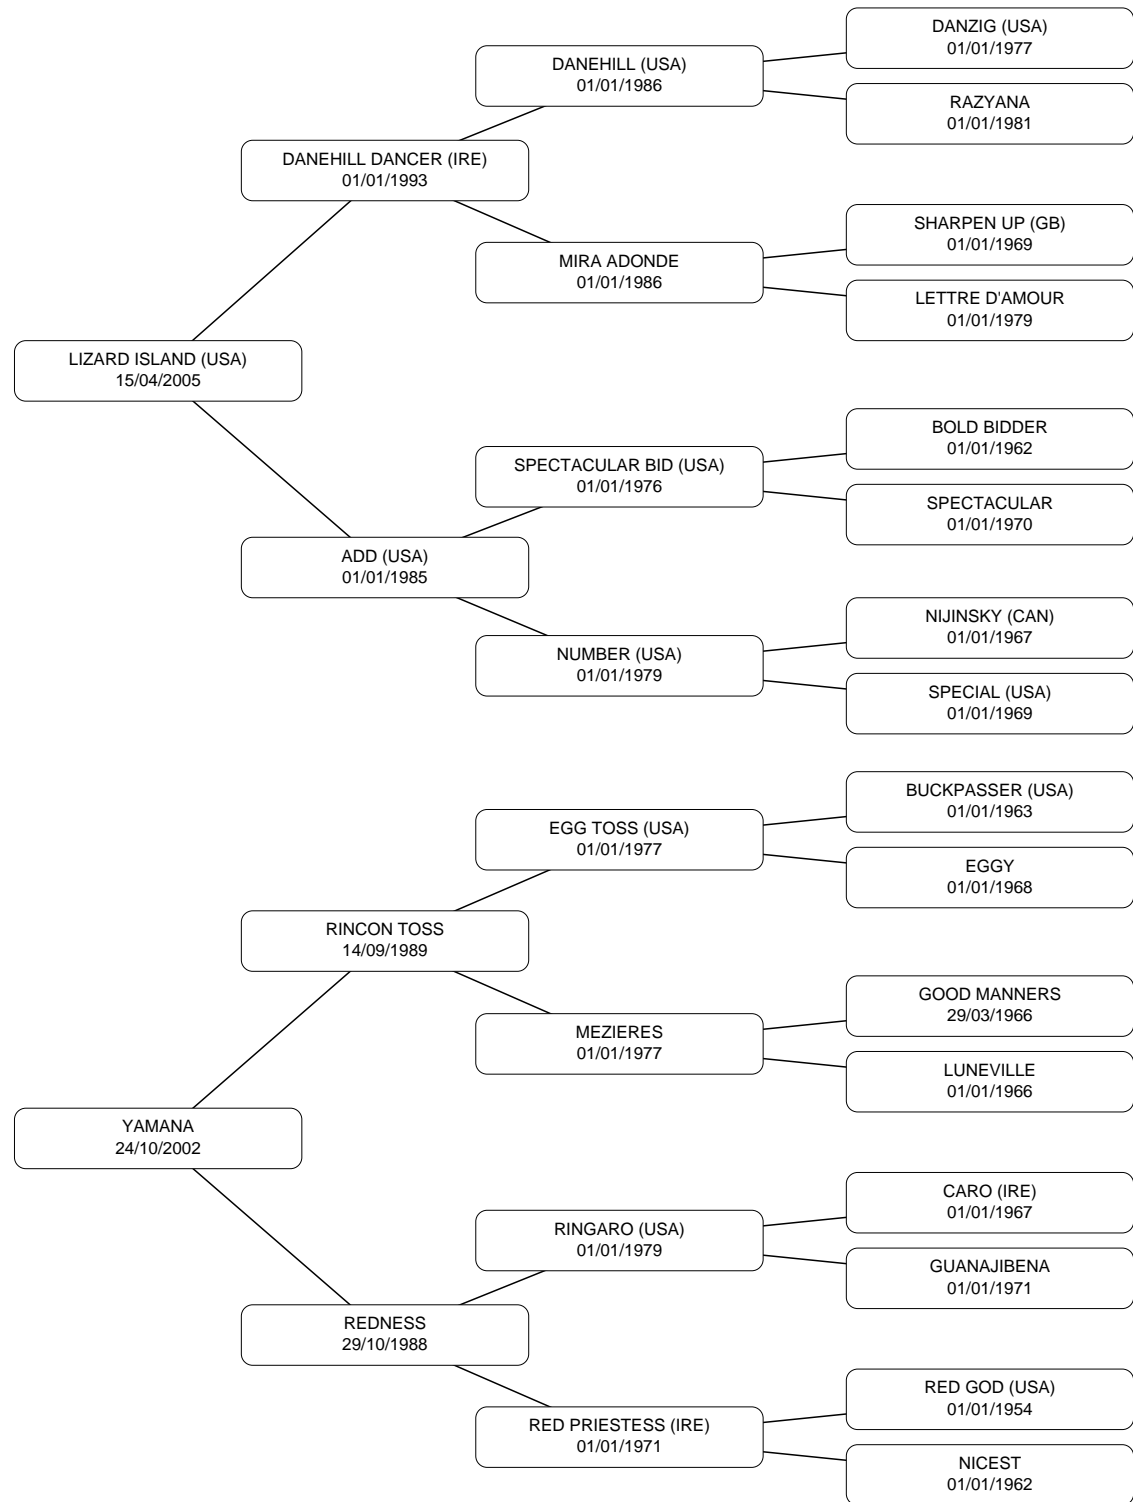 DANZIG (USA)
01/01/1977
DANEHILL (USA)
01/01/1986
RAZYANA
01/01/1981
DANEHILL DANCER (IRE)
01/01/1993
SHARPEN UP (GB)
01/01/1969
MIRA ADONDE
01/01/1986
LETTRE D'AMOUR
01/01/1979
LIZARD ISLAND (USA)
15/04/2005
BOLD BIDDER
01/01/1962
SPECTACULAR BID (USA)
01/01/1976
SPECTACULAR
01/01/1970
ADD (USA)
01/01/1985
NIJINSKY (CAN)
01/01/1967
NUMBER (USA)
01/01/1979
SPECIAL (USA)
01/01/1969
BUCKPASSER (USA)
01/01/1963
EGG TOSS (USA)
01/01/1977
EGGY
01/01/1968
RINCON TOSS
14/09/1989
GOOD MANNERS
29/03/1966
MEZIERES
01/01/1977
LUNEVILLE
01/01/1966
YAMANA
24/10/2002
CARO (IRE)
01/01/1967
RINGARO (USA)
01/01/1979
GUANAJIBENA
01/01/1971
REDNESS
29/10/1988
RED GOD (USA)
01/01/1954
RED PRIESTESS (IRE)
01/01/1971
NICEST
01/01/1962